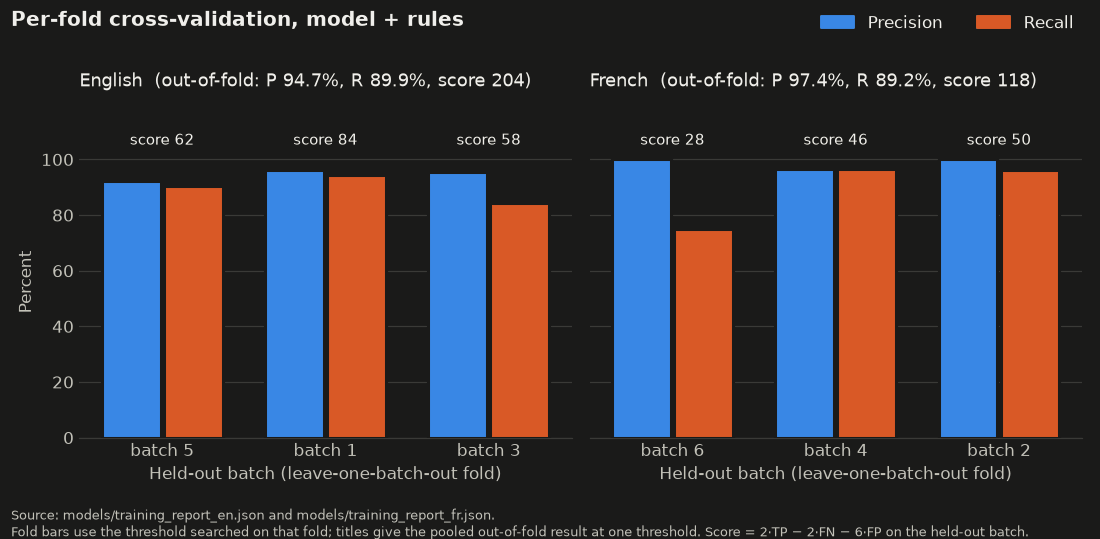 Per-fold cross-validation, model + rules
Precision
Recall
English (out-of-fold: P 94.7%, R 89.9%, score 204)
French (out-of-fold: P 97.4%, R 89.2%, score 118)
score 62
score 84
score 58
score 28
score 46
score 50
100
80
60
40
20
0
Percent
batch 5
batch 1
batch 3
batch 6
batch 4
batch 2
Held-out batch (leave-one-batch-out fold)
Held-out batch (leave-one-batch-out fold)
Source: models/training_report_en.json and models/training_report_fr.json.
Fold bars use the threshold searched on that fold; titles give the pooled out-of-fold result at one threshold. Score = 2·TP − 2·FN − 6·FP on the held-out batch.